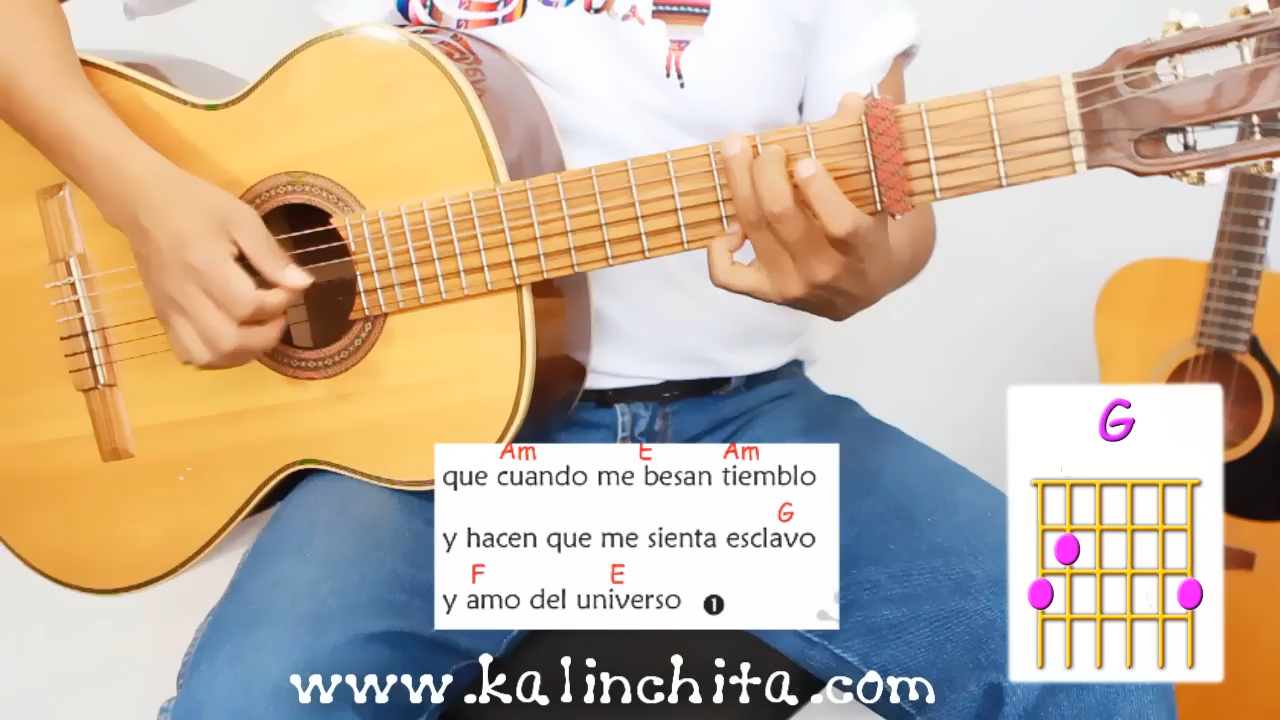 G
Am E Am
que cuando me besan tiemblo
G
y hacen que me sienta esclavo
F E
y amo del universo 1
www.kalinchita.com